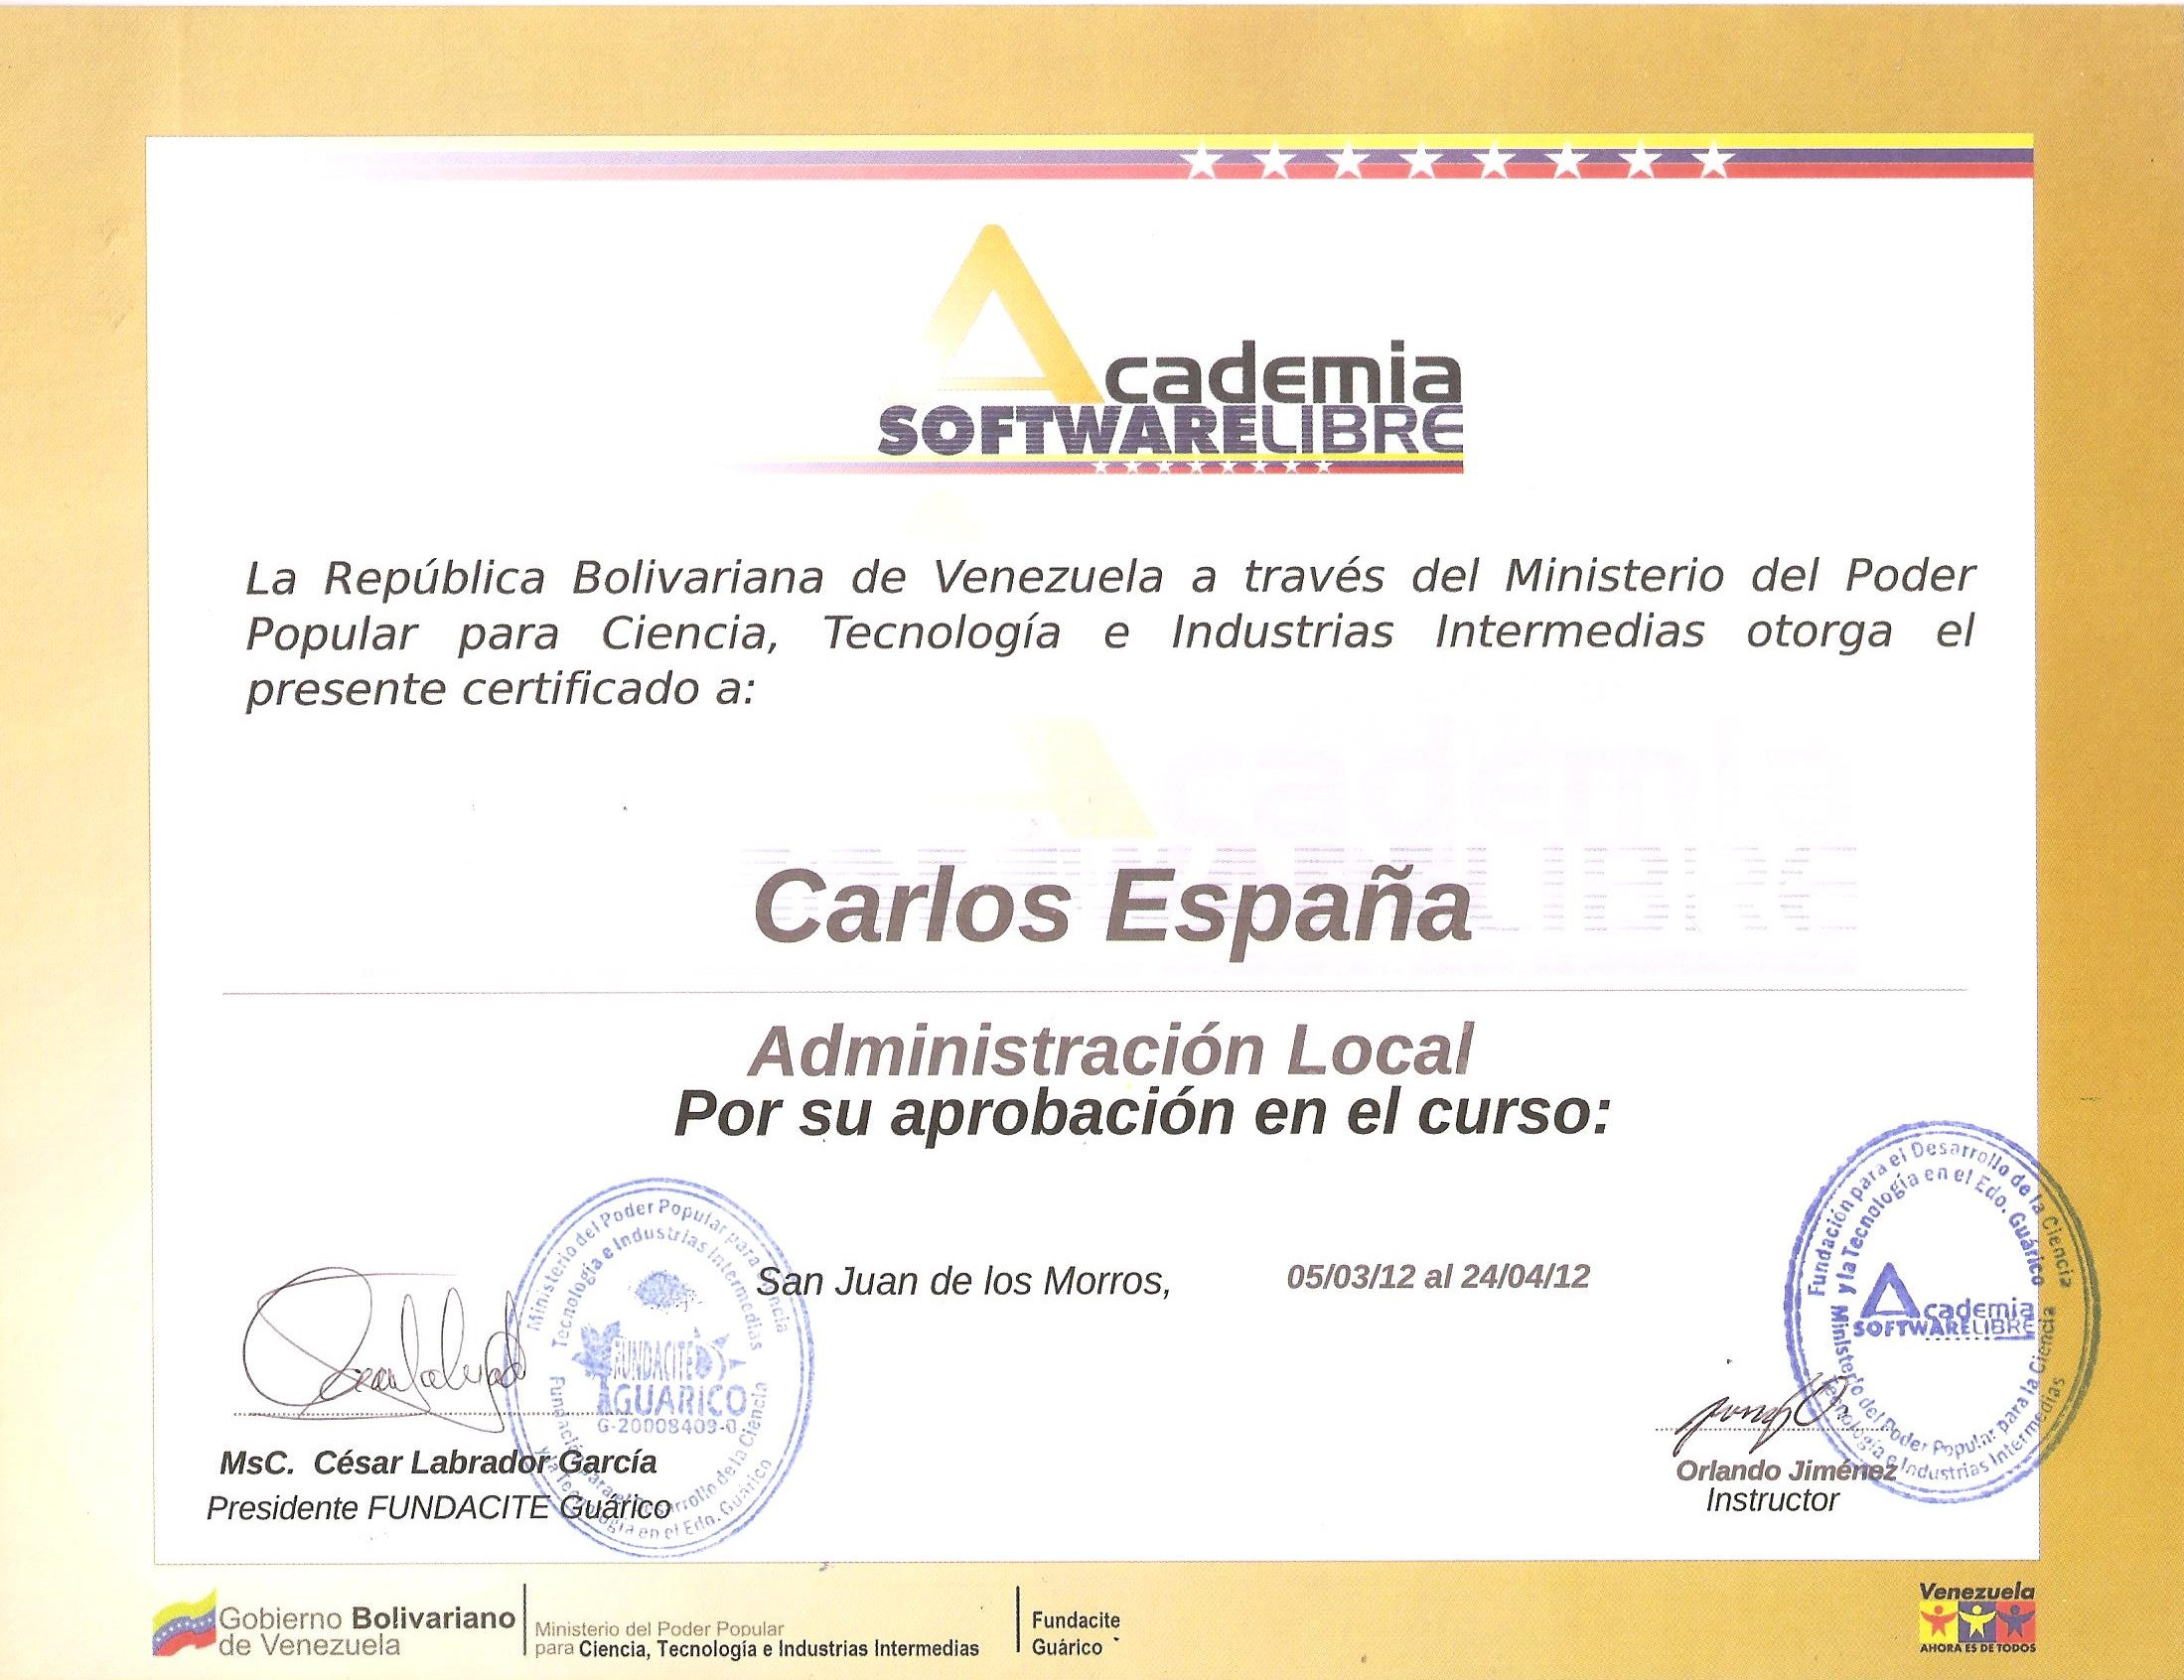 Academia
SOFTWARELIBRE
La República Bolivariana de Venezuela a través del Ministerio del Poder
Popular para Ciencia, Tecnología e Industrias Intermedias otorga el
presente certificado a:
Carlos España
Administración Local
Por su aprobación en el curso:
San Juan de los Morros, 05/03/12 al 24/04/12
Ministerio del Poder Popular para Ciencia
Tecnología e Industrias Intermedias
FUNDACITE
GUARICO
G-20008409-0
Fundación para el Desarrollo de la Ciencia
y la Tecnología en el Edo. Guárico
Fundación para el Desarrollo de la Ciencia
y la Tecnología en el Edo. Guárico
Academia
SOFTWARELIBRE
Ministerio del Poder Popular para la Ciencia
Tecnología e Industrias Intermedias
MsC. César Labrador García
Presidente FUNDACITE Guárico
Orlando Jiménez
Instructor
Gobierno Bolivariano
de Venezuela
Ministerio del Poder Popular
para Ciencia, Tecnología e Industrias Intermedias
Fundacite
Guárico
Venezuela
AHORA ES DE TODOS